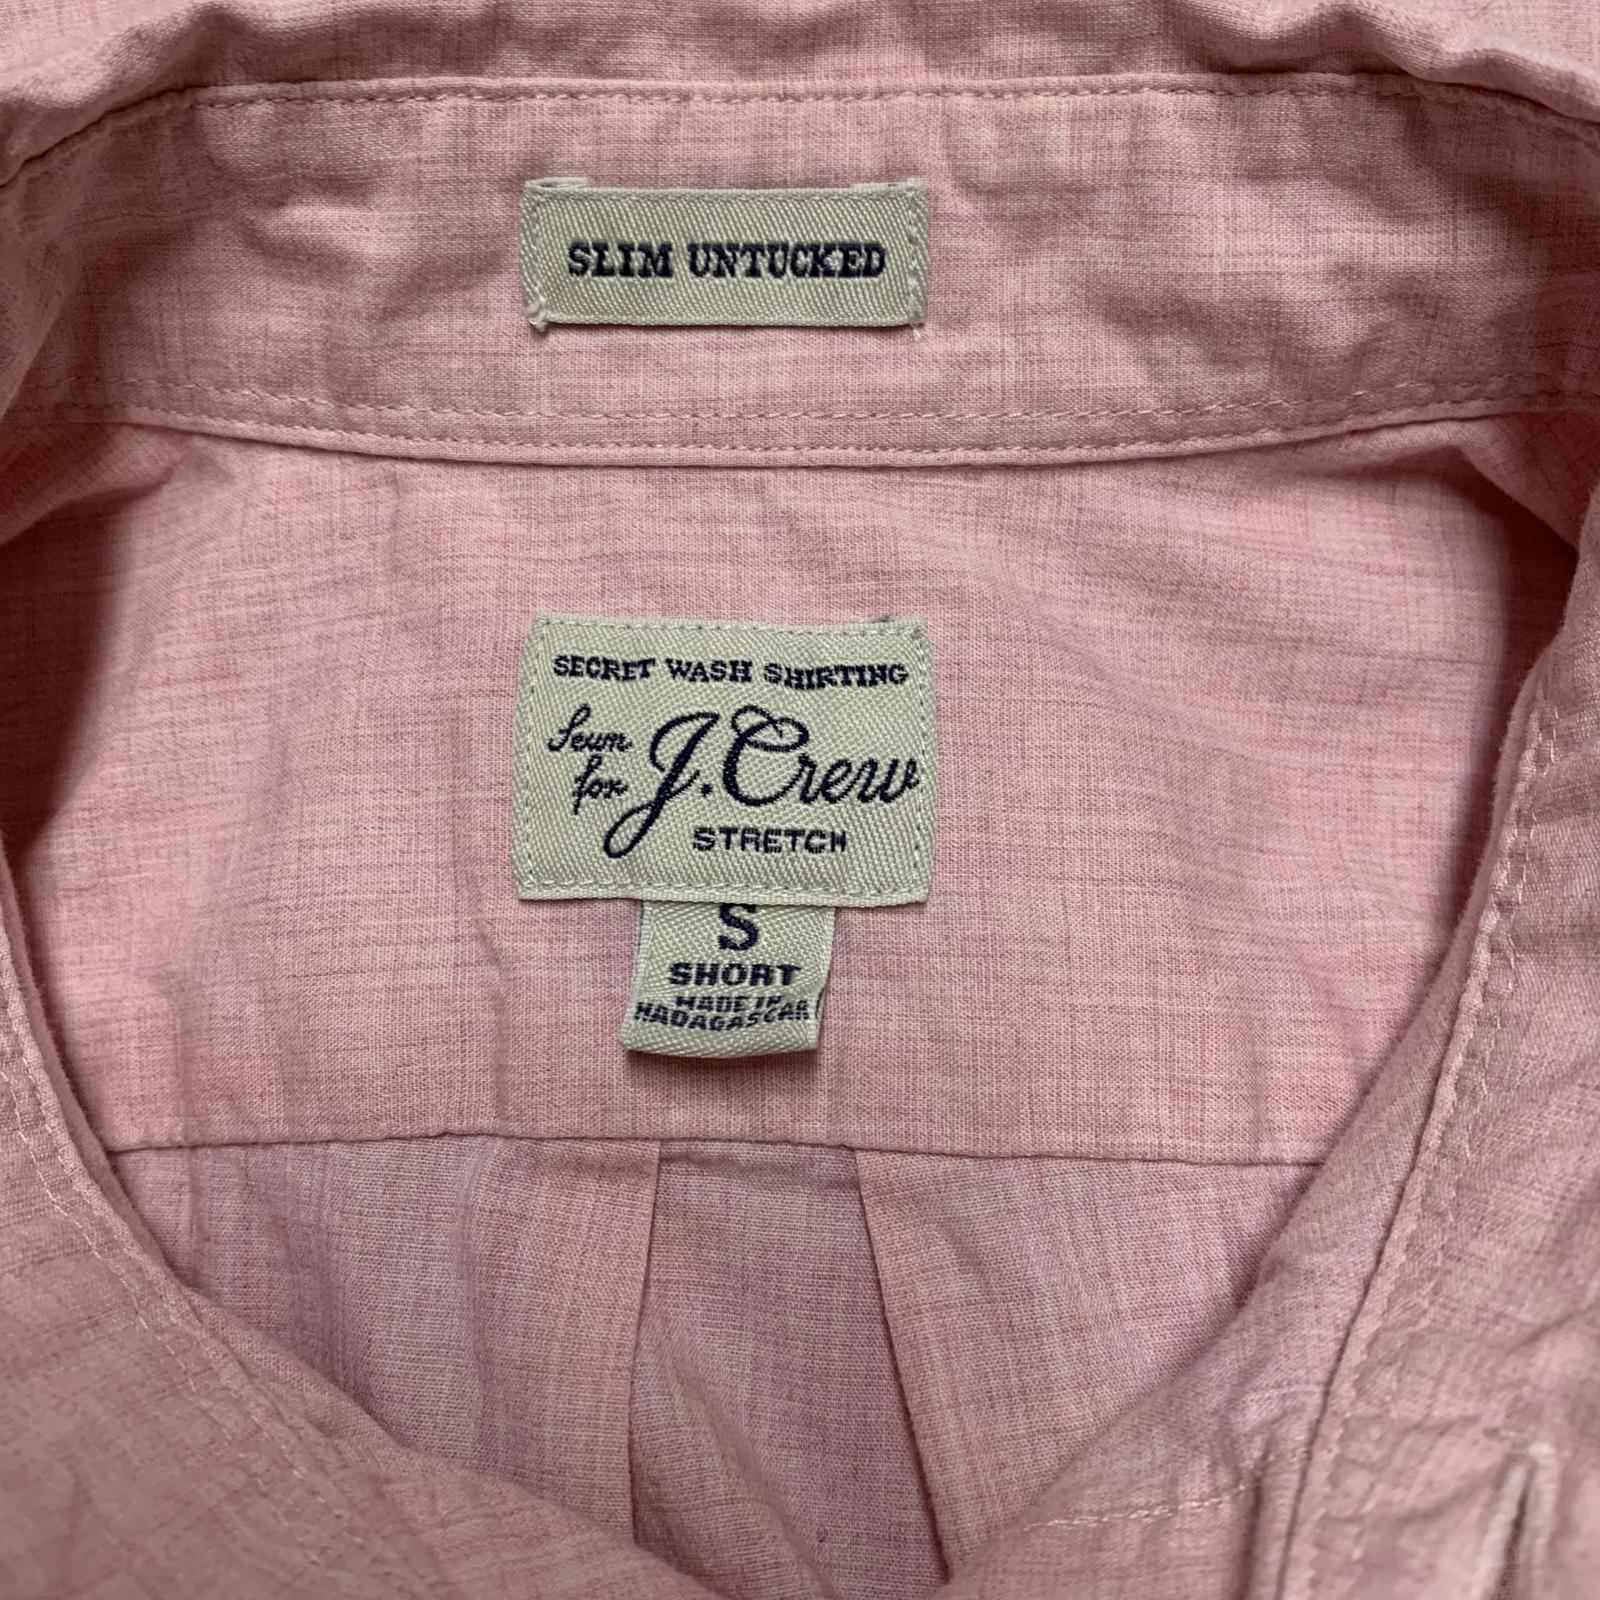 SLIM UNTUCKED
SECRET WASH SHIRTING
Sewn
for J.Crew
STRETCH
S
SHORT
MADE IN
MADAGASCAR